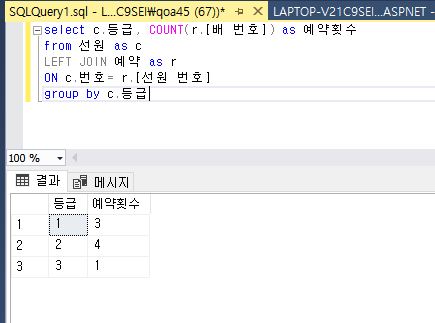 SQLQuery1.sql - L...C9SEI₩qoa45 (67))*
LAPTOP-V21C9SEI...ASPNET -
select c.등급, COUNT(r.[배 번호]) as 예약횟수
from 선원 as c
LEFT JOIN 예약 as r
ON c.번호= r.[선원 번호]
group by c.등급
100 %
결과 메시지
등급 예약횟수
1 1 3
2 2 4
3 3 1